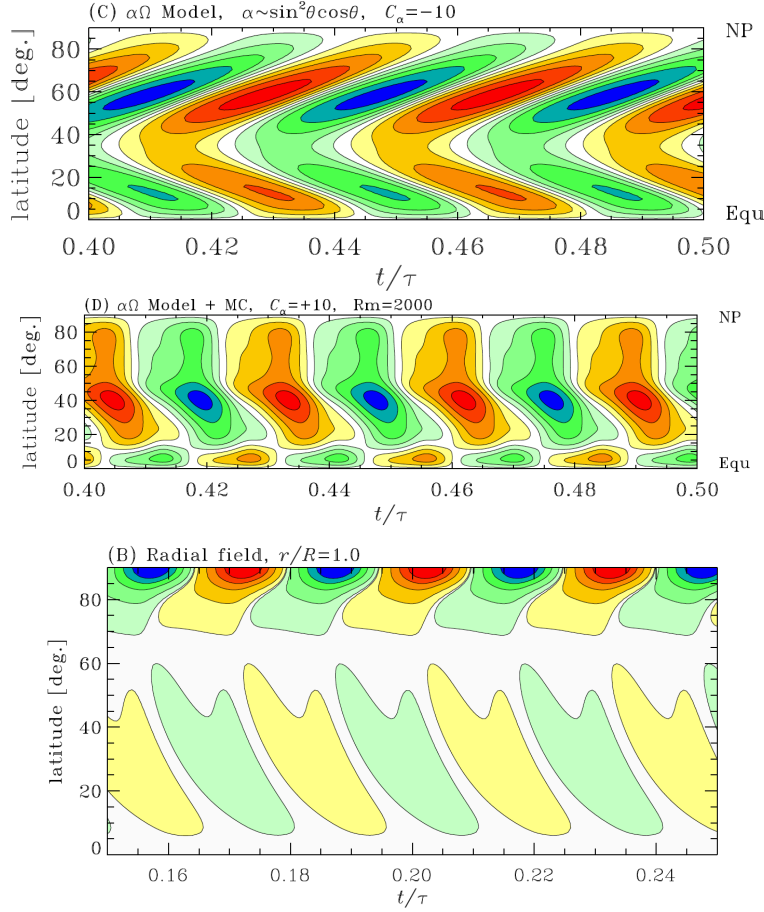 (C) αΩ Model, α~sin²θcosθ, Cα=−10
NP
latitude [deg.]
80
60
40
20
0
Equ
0.40 0.42 0.44 0.46 0.48 0.50
t/τ
(D) αΩ Model + MC, Cα=+10, Rm=2000
NP
latitude [deg.]
80
60
40
20
0
Equ
0.40 0.42 0.44 0.46 0.48 0.50
t/τ
(B) Radial field, r/R=1.0
latitude [deg.]
80
60
40
20
0
0.16 0.18 0.20 0.22 0.24
t/τ